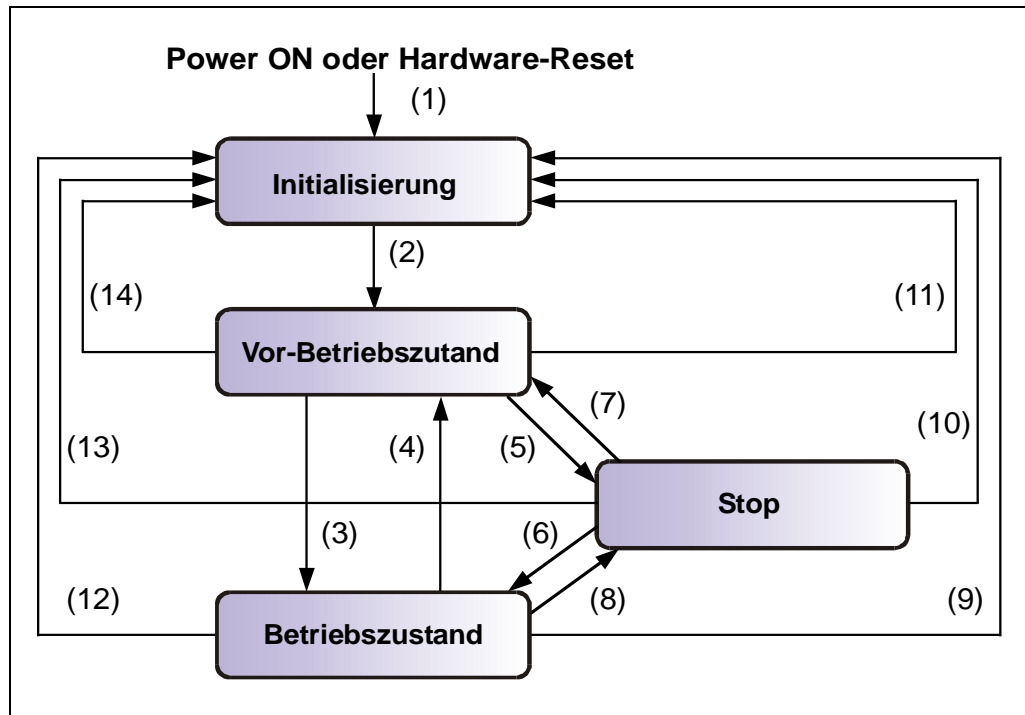 Power ON oder Hardware-Reset
(1)
Initialisierung
(2)
(14)
(11)
Vor-Betriebszutand
(7)
(10)
(13)
(4)
(5)
Stop
(3)
(6)
(12)
(8)
(9)
Betriebszustand